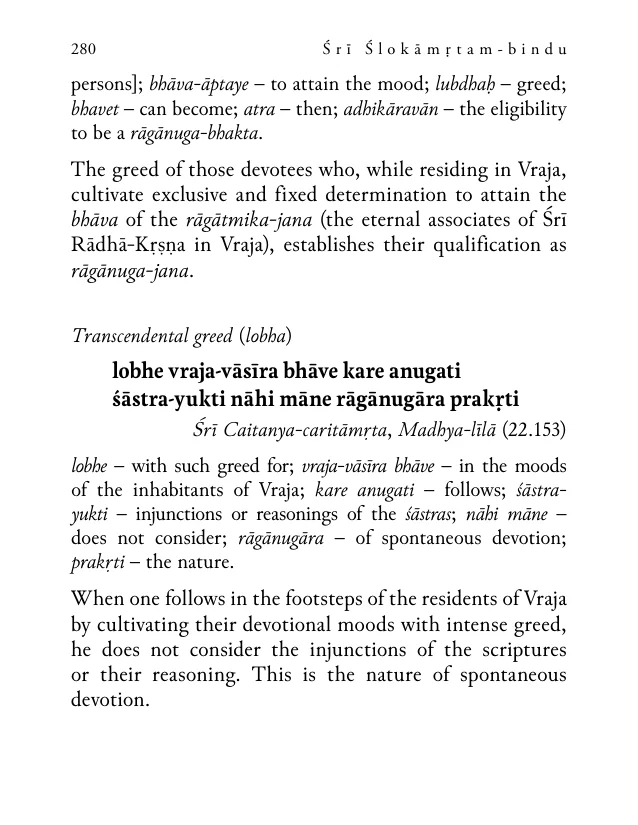 280 Śrī Ślokāmṛtam-bindu
persons]; bhāva-āptaye – to attain the mood; lubdhaḥ – greed;
bhavet – can become; atra – then; adhikāravān – the eligibility
to be a rāgānuga-bhakta.
The greed of those devotees who, while residing in Vraja,
cultivate exclusive and fixed determination to attain the
bhāva of the rāgātmika-jana (the eternal associates of Śrī
Rādhā-Kṛṣṇa in Vraja), establishes their qualification as
rāgānuga-jana.
Transcendental greed (lobha)
lobhe vraja-vāsīra bhāve kare anugati
śāstra-yukti nāhi māne rāgānugāra prakṛti
Śrī Caitanya-caritāmṛta, Madhya-līlā (22.153)
lobhe – with such greed for; vraja-vāsīra bhāve – in the moods
of the inhabitants of Vraja; kare anugati – follows; śāstra-
yukti – injunctions or reasonings of the śāstras; nāhi māne –
does not consider; rāgānugāra – of spontaneous devotion;
prakṛti – the nature.
When one follows in the footsteps of the residents of Vraja
by cultivating their devotional moods with intense greed,
he does not consider the injunctions of the scriptures
or their reasoning. This is the nature of spontaneous
devotion.